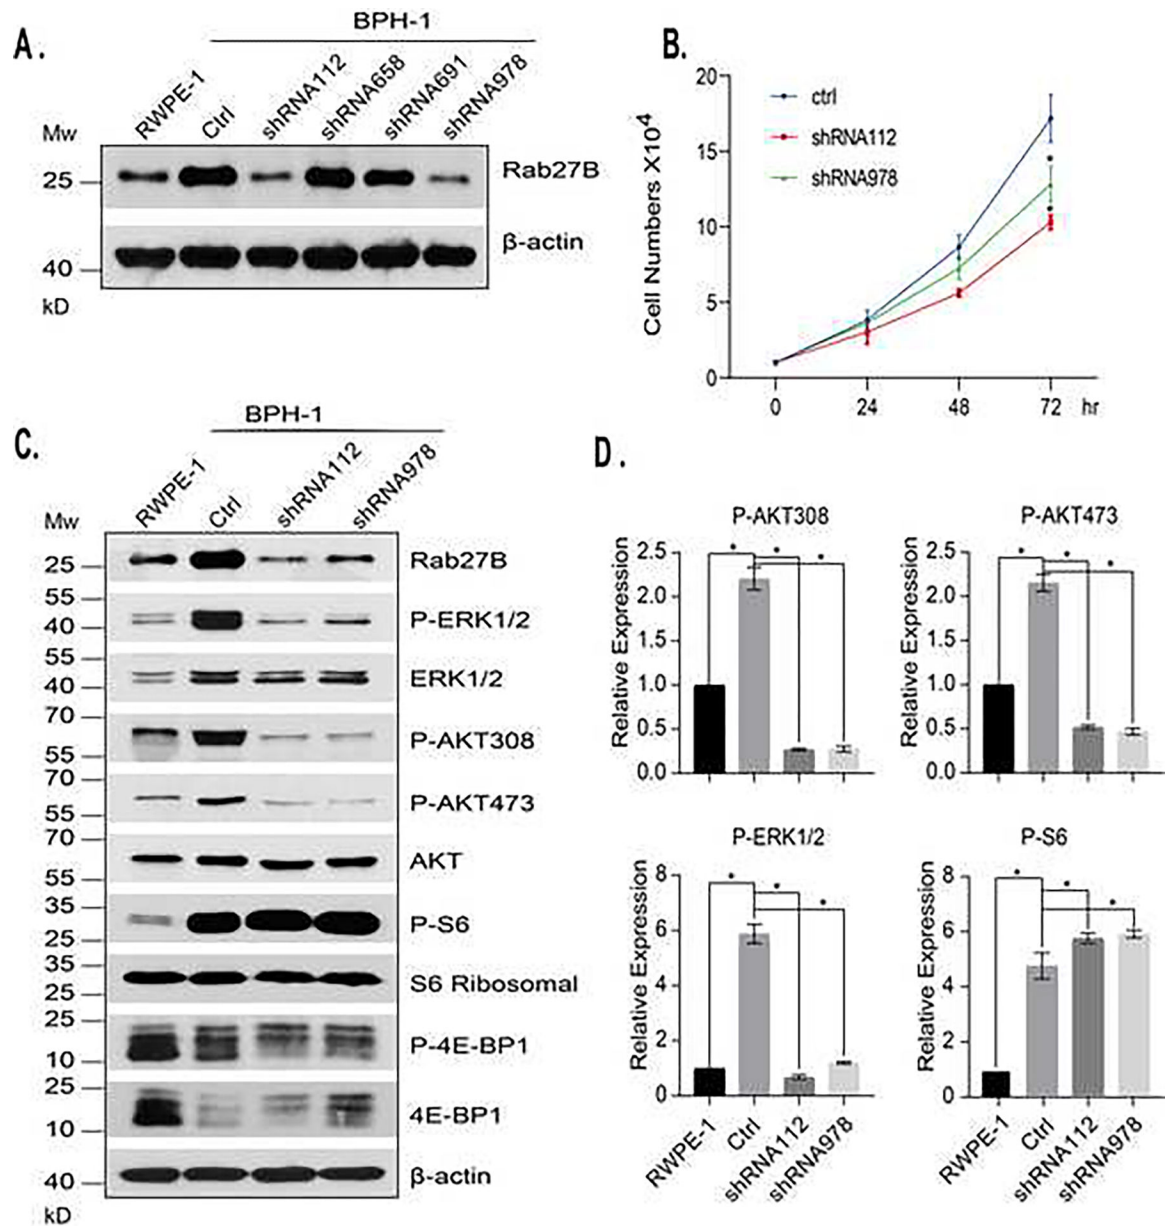 A.
BPH-1
RWPE-1
Ctrl
shRNA112
shRNA658
shRNA691
shRNA978
Mw
25
Rab27B
β-actin
40
kD
B.
Cell Numbers X10⁴
20
15
10
5
0
ctrl
shRNA112
shRNA978
0 24 48 72 hr
C.
BPH-1
RWPE-1
Ctrl
shRNA112
shRNA978
Mw
25
Rab27B
55
40
P-ERK1/2
55
40
ERK1/2
70
55
P-AKT308
70
55
P-AKT473
70
55
AKT
35
25
P-S6
35
25
S6 Ribosomal
25
10
P-4E-BP1
25
10
4E-BP1
40
β-actin
kD
D.
P-AKT308
Relative Expression
2.5
2.0
1.5
1.0
0.5
0.0
P-AKT473
Relative Expression
2.5
2.0
1.5
1.0
0.5
0.0
P-ERK1/2
Relative Expression
8
6
4
2
0
RWPE-1
Ctrl
shRNA112
shRNA978
P-S6
Relative Expression
8
6
4
2
0
RWPE-1
Ctrl
shRNA112
shRNA978